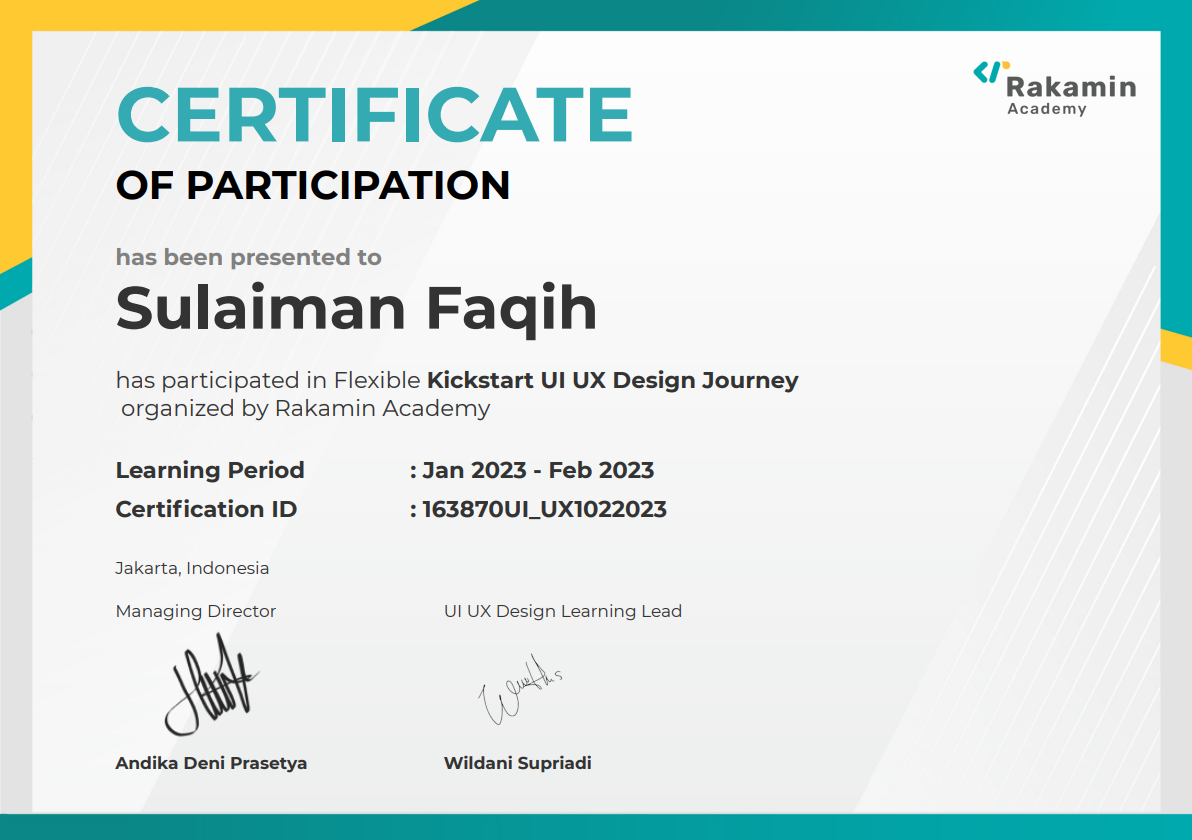 Rakamin
Academy
CERTIFICATE
OF PARTICIPATION
has been presented to
Sulaiman Faqih
has participated in Flexible Kickstart UI UX Design Journey
organized by Rakamin Academy
Learning Period : Jan 2023 - Feb 2023
Certification ID : 163870UI_UX1022023
Jakarta, Indonesia
Managing Director UI UX Design Learning Lead
Andika Deni Prasetya Wildani Supriadi